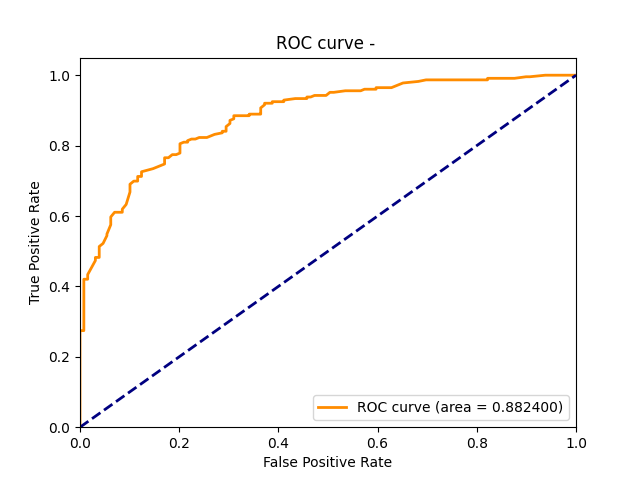 ROC curve -
1.0
0.8
0.6
0.4
0.2
0.0
True Positive Rate
ROC curve (area = 0.882400)
0.0 0.2 0.4 0.6 0.8 1.0
False Positive Rate